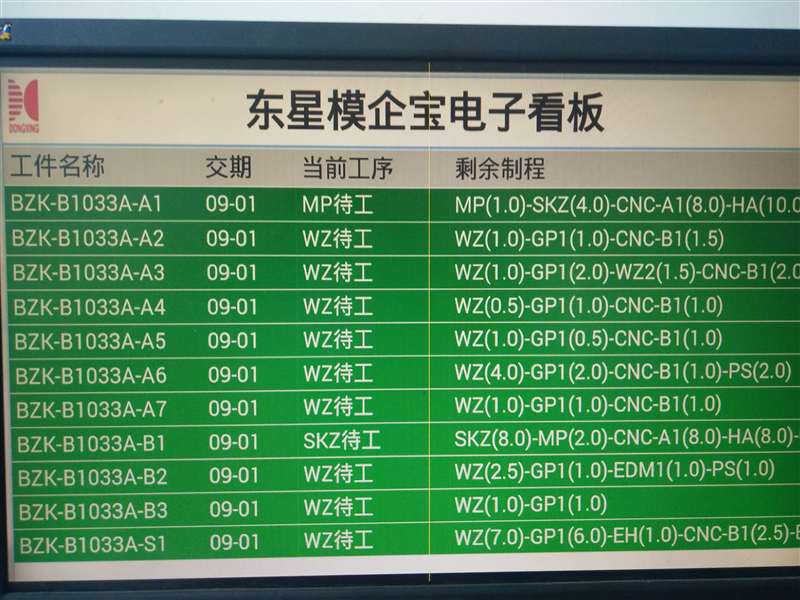 东星模企宝电子看板
DONGXING
工件名称 交期 当前工序 剩余制程
BZK-B1033A-A1 09-01 MP待工 MP(1.0)-SKZ(4.0)-CNC-A1(8.0)-HA(10.0
BZK-B1033A-A2 09-01 WZ待工 WZ(1.0)-GP1(1.0)-CNC-B1(1.5)
BZK-B1033A-A3 09-01 WZ待工 WZ(1.0)-GP1(2.0)-WZ2(1.5)-CNC-B1(2.0
BZK-B1033A-A4 09-01 WZ待工 WZ(0.5)-GP1(1.0)-CNC-B1(1.0)
BZK-B1033A-A5 09-01 WZ待工 WZ(1.0)-GP1(0.5)-CNC-B1(1.0)
BZK-B1033A-A6 09-01 WZ待工 WZ(4.0)-GP1(2.0)-CNC-B1(1.0)-PS(2.0)
BZK-B1033A-A7 09-01 WZ待工 WZ(1.0)-GP1(1.0)-CNC-B1(1.0)
BZK-B1033A-B1 09-01 SKZ待工 SKZ(8.0)-MP(2.0)-CNC-A1(8.0)-HA(8.0)-
BZK-B1033A-B2 09-01 WZ待工 WZ(2.5)-GP1(1.0)-EDM1(1.0)-PS(1.0)
BZK-B1033A-B3 09-01 WZ待工 WZ(1.0)-GP1(1.0)
BZK-B1033A-S1 09-01 WZ待工 WZ(7.0)-GP1(6.0)-EH(1.0)-CNC-B1(2.5)-